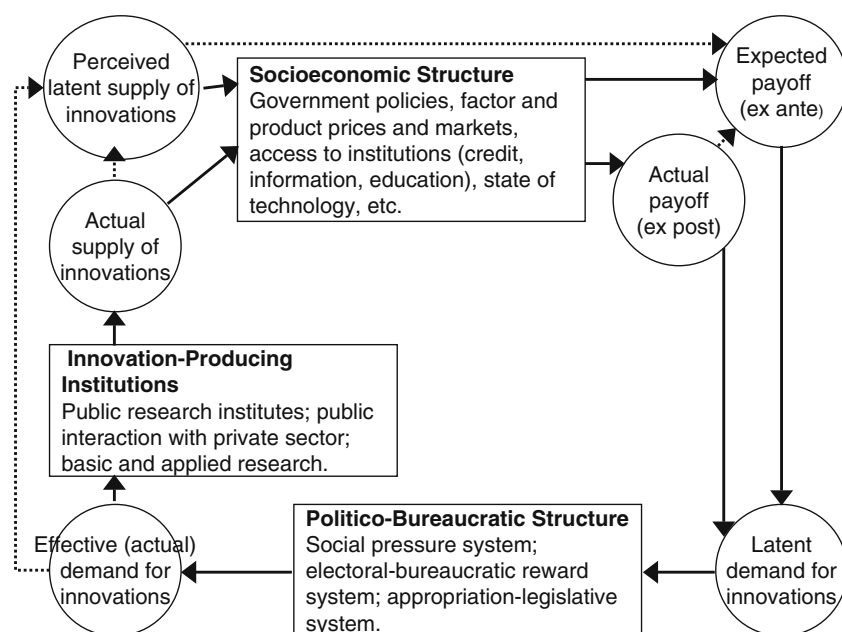 Perceived
latent supply of
innovations
Socioeconomic Structure
Government policies, factor and
product prices and markets,
access to institutions (credit,
information, education), state of
technology, etc.
Expected
payoff
(ex ante)
Actual
payoff
(ex post)
Actual
supply of
innovations
Innovation-Producing
Institutions
Public research institutes; public
interaction with private sector;
basic and applied research.
Effective (actual)
demand for
innovations
Politico-Bureaucratic Structure
Social pressure system;
electoral-bureaucratic reward
system; appropriation-legislative
system.
Latent
demand for
innovations